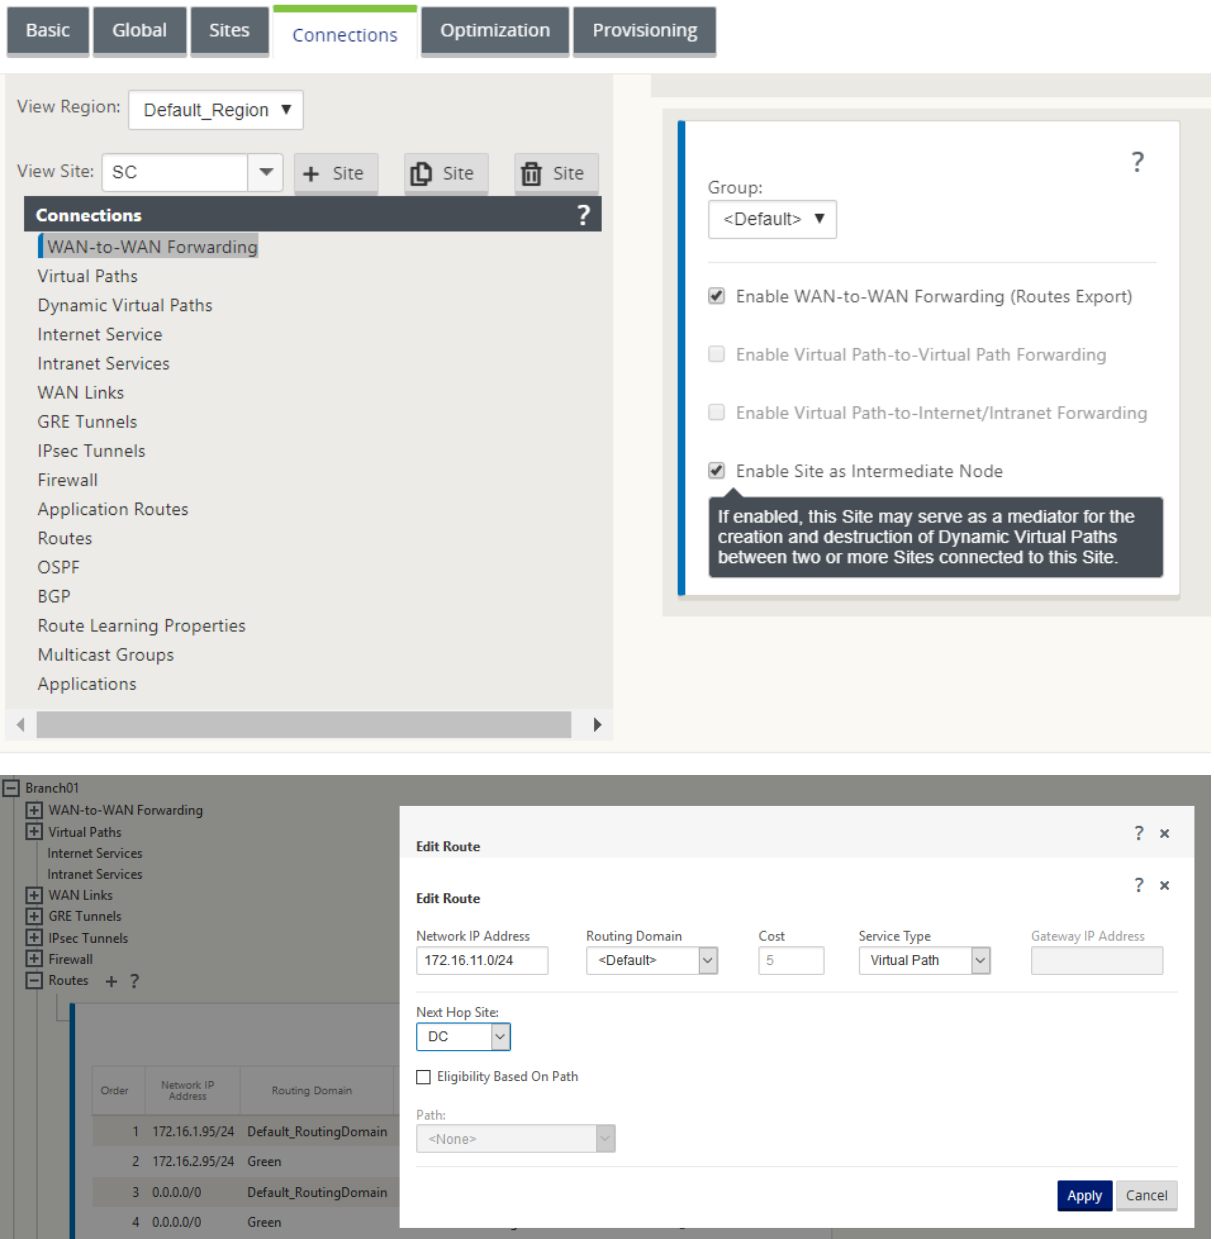 Basic Global Sites Connections Optimization Provisioning
View Region: Default_Region
View Site: SC Site Site Site
Connections ?
WAN-to-WAN Forwarding
Virtual Paths
Dynamic Virtual Paths
Internet Service
Intranet Services
WAN Links
GRE Tunnels
IPsec Tunnels
Firewall
Application Routes
Routes
OSPF
BGP
Route Learning Properties
Multicast Groups
Applications
?
Group:
<Default>
Enable WAN-to-WAN Forwarding (Routes Export)
Enable Virtual Path-to-Virtual Path Forwarding
Enable Virtual Path-to-Internet/Intranet Forwarding
Enable Site as Intermediate Node
If enabled, this Site may serve as a mediator for the
creation and destruction of Dynamic Virtual Paths
between two or more Sites connected to this Site.
Branch01
WAN-to-WAN Forwarding
Virtual Paths
Internet Services
Intranet Services
WAN Links
GRE Tunnels
IPsec Tunnels
Firewall
Routes + ?
Order Network IP Address Routing Domain
1 172.16.1.95/24 Default_RoutingDomain
2 172.16.2.95/24 Green
3 0.0.0.0/0 Default_RoutingDomain
4 0.0.0.0/0 Green
Edit Route ? ×
Edit Route ? ×
Network IP Address Routing Domain Cost Service Type Gateway IP Address
172.16.11.0/24 <Default> 5 Virtual Path
Next Hop Site:
DC
Eligibility Based On Path
Path:
<None>
Apply Cancel